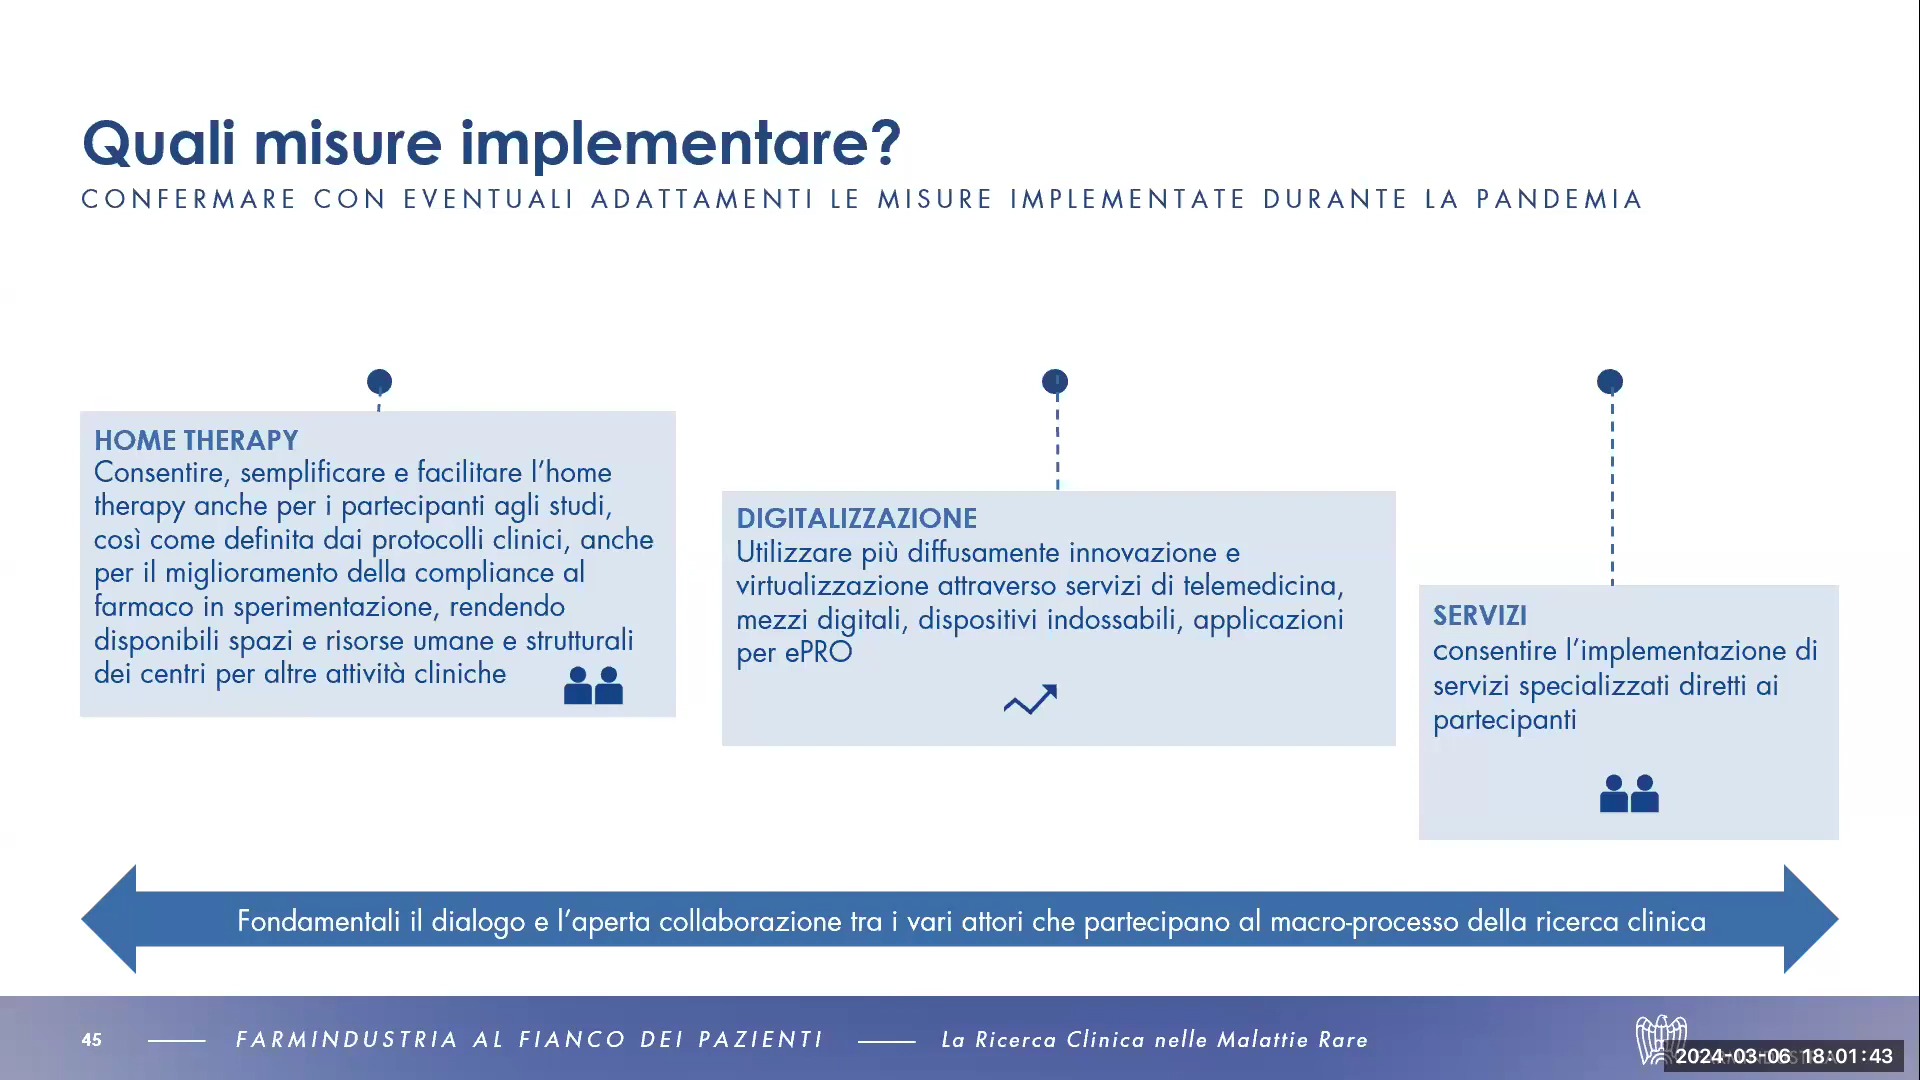 Quali misure implementare?
CONFERMARE CON EVENTUALI ADATTAMENTI LE MISURE IMPLEMENTATE DURANTE LA PANDEMIA
HOME THERAPY
Consentire, semplificare e facilitare l’home
therapy anche per i partecipanti agli studi,
così come definita dai protocolli clinici, anche
per il miglioramento della compliance al
farmaco in sperimentazione, rendendo
disponibili spazi e risorse umane e strutturali
dei centri per altre attività cliniche
DIGITALIZZAZIONE
Utilizzare più diffusamente innovazione e
virtualizzazione attraverso servizi di telemedicina,
mezzi digitali, dispositivi indossabili, applicazioni
per ePRO
SERVIZI
consentire l’implementazione di
servizi specializzati diretti ai
partecipanti
Fondamentali il dialogo e l’aperta collaborazione tra i vari attori che partecipano al macro-processo della ricerca clinica
45
FARMINDUSTRIA AL FIANCO DEI PAZIENTI
La Ricerca Clinica nelle Malattie Rare
2024-03-06 18:01:43